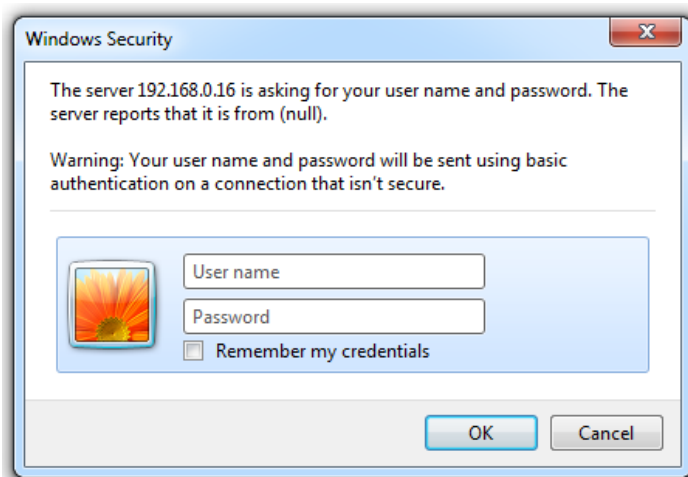 Windows Security
The server 192.168.0.16 is asking for your user name and password. The
server reports that it is from (null).
Warning: Your user name and password will be sent using basic
authentication on a connection that isn't secure.
User name
Password
Remember my credentials
OK
Cancel